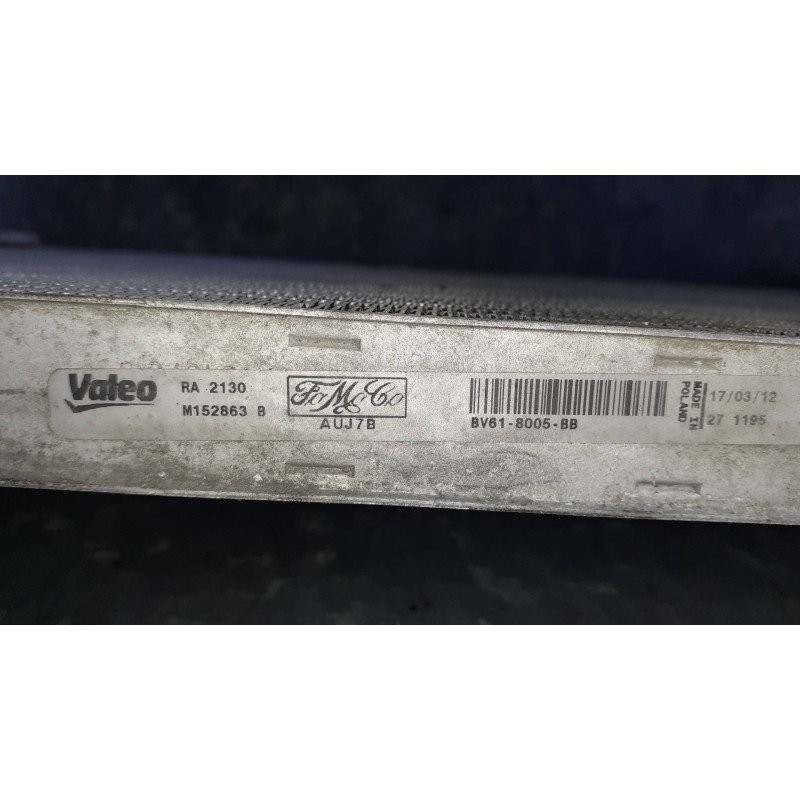 Valeo
RA 2130
M152863 B
FoMoCo
AUJ7B
BV61-8005-BB
MADE IN
POLAND
17/03/12
27 1195